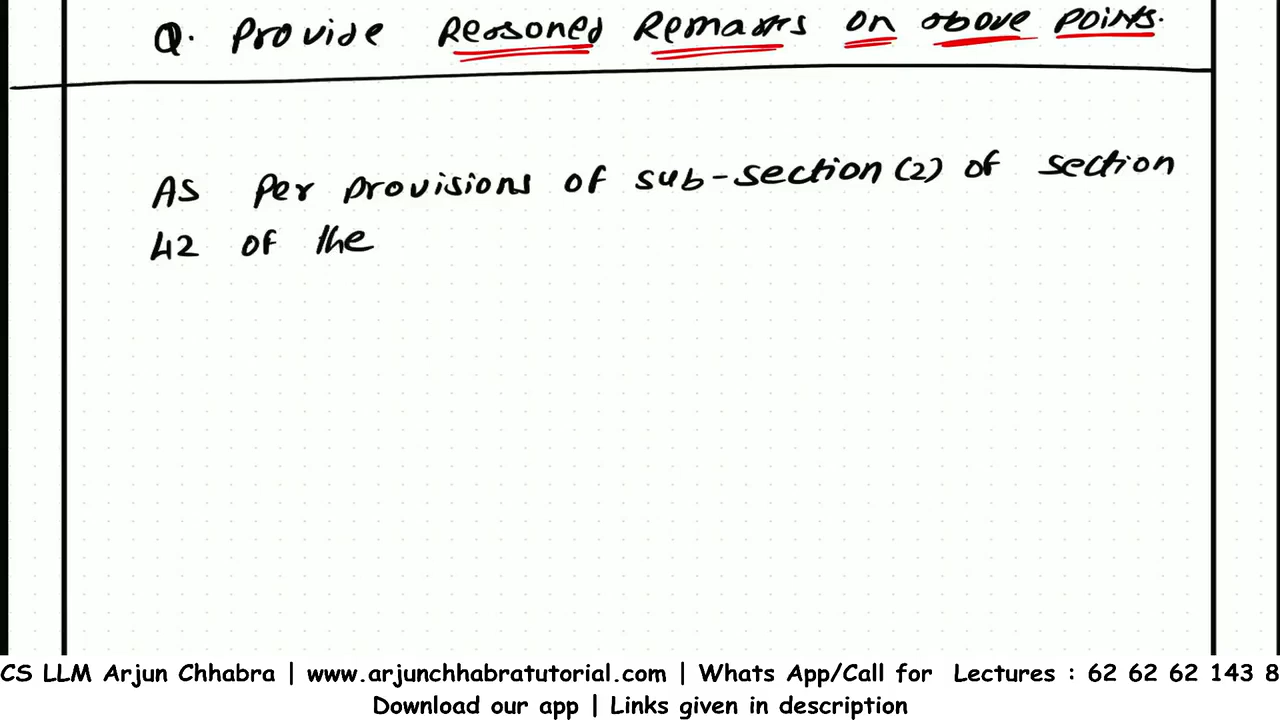 Q. Provide Reasoned Remarks on above points.
As per provisions of sub-section (2) of section
42 of the
CS LLM Arjun Chhabra | www.arjunchhabratutorial.com | Whats App/Call for Lectures : 62 62 62 143 8
Download our app | Links given in description